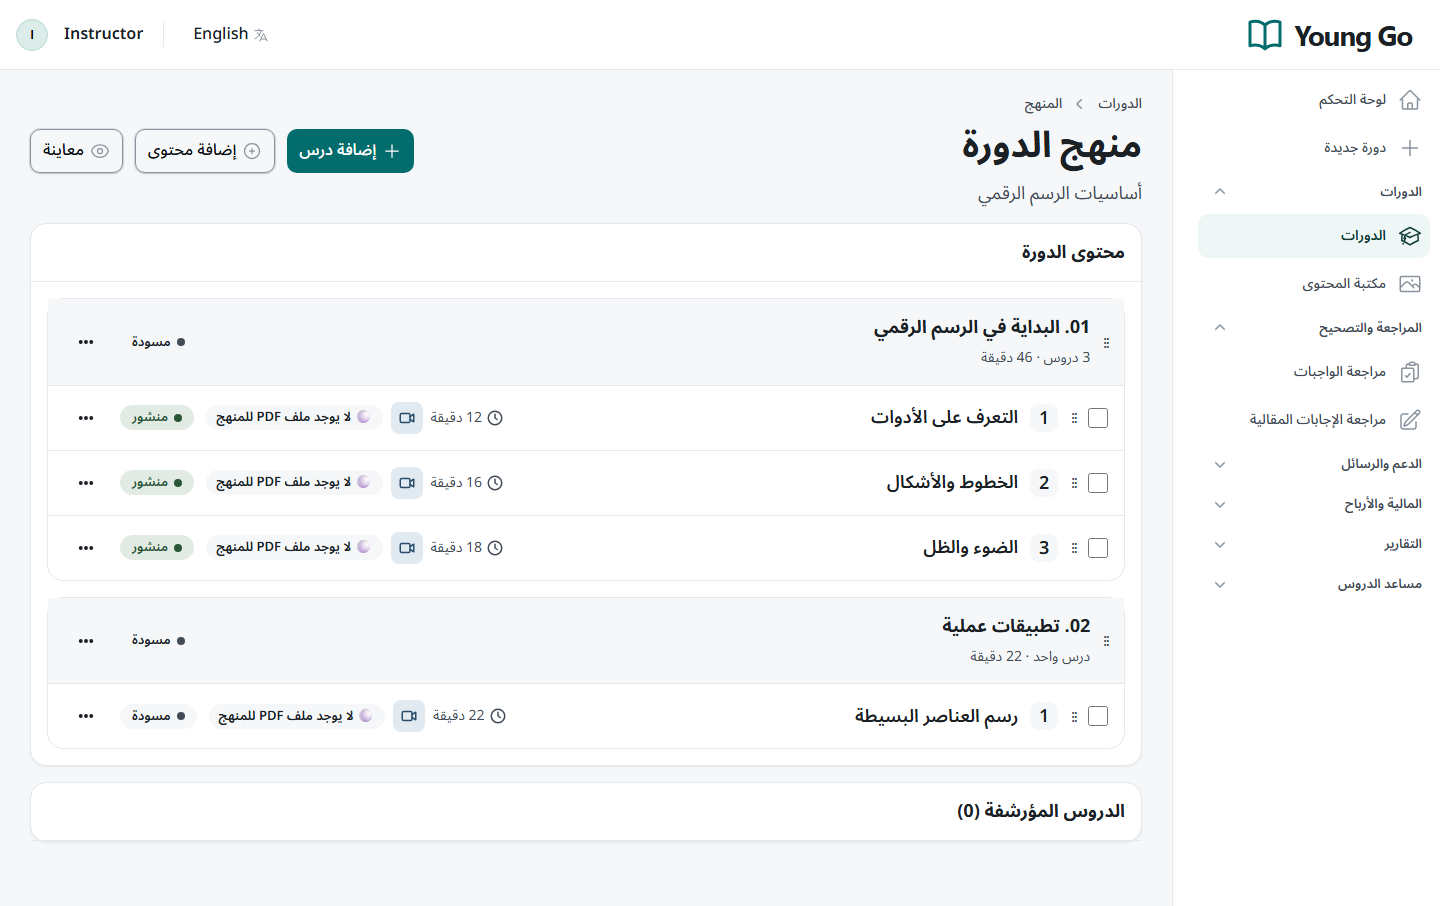 Young Go
English
Instructor
I
لوحة التحكم
دورة جديدة
الدورات
الدورات
مكتبة المحتوى
المراجعة والتصحيح
مراجعة الواجبات
مراجعة الإجابات المقالية
الدعم والرسائل
المالية والأرباح
التقارير
مساعد الدروس
الدورات
المنهج
منهج الدورة
أساسيات الرسم الرقمي
إضافة درس
إضافة محتوى
معاينة
محتوى الدورة
01. البداية في الرسم الرقمي
3 دروس · 46 دقيقة
مسودة
1 التعرف على الأدوات 12 دقيقة لا يوجد ملف PDF للمنهج منشور
2 الخطوط والأشكال 16 دقيقة لا يوجد ملف PDF للمنهج منشور
3 الضوء والظل 18 دقيقة لا يوجد ملف PDF للمنهج منشور
02. تطبيقات عملية
درس واحد · 22 دقيقة
مسودة
1 رسم العناصر البسيطة 22 دقيقة لا يوجد ملف PDF للمنهج مسودة
الدروس المؤرشفة (0)